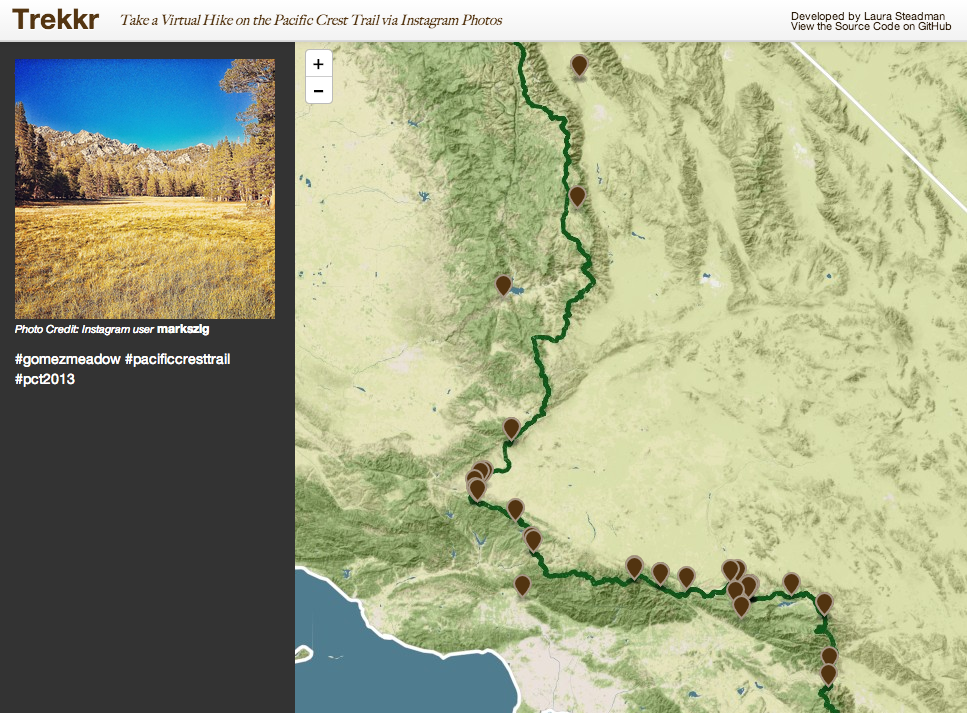 Trekkr
Take a Virtual Hike on the Pacific Crest Trail via Instagram Photos
Developed by Laura Steadman
View the Source Code on GitHub
+
−
Photo Credit: Instagram user markszig
#gomezmeadow #pacificcresttrail
#pct2013